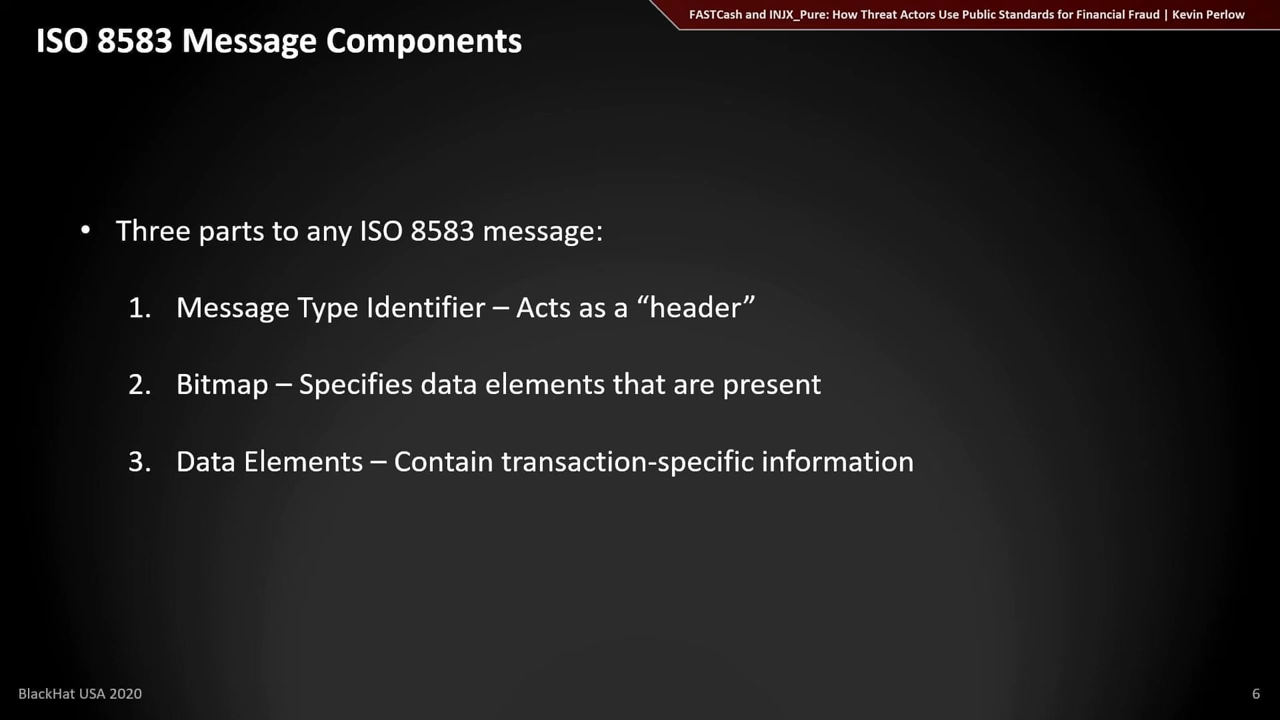 FASTCash and INJX_Pure: How Threat Actors Use Public Standards for Financial Fraud | Kevin Perlow
ISO 8583 Message Components
• Three parts to any ISO 8583 message:
1. Message Type Identifier – Acts as a “header”
2. Bitmap – Specifies data elements that are present
3. Data Elements – Contain transaction-specific information
BlackHat USA 2020
6